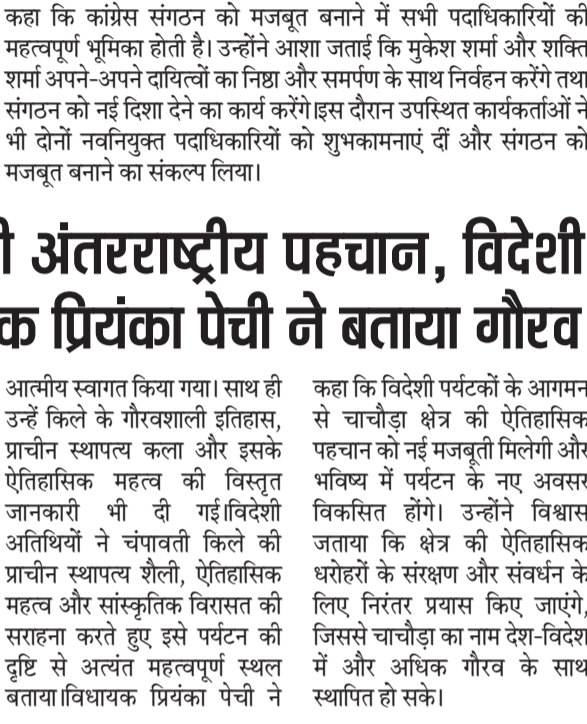 कहा कि कांग्रेस संगठन को मजबूत बनाने में सभी पदाधिकारियों की
महत्वपूर्ण भूमिका होती है। उन्होंने आशा जताई कि मुकेश शर्मा और शक्ति
शर्मा अपने-अपने दायित्वों का निष्ठा और समर्पण के साथ निर्वहन करेंगे तथा
संगठन को नई दिशा देने का कार्य करेंगे।इस दौरान उपस्थित कार्यकर्ताओं ने
भी दोनों नवनियुक्त पदाधिकारियों को शुभकामनाएं दीं और संगठन को
मजबूत बनाने का संकल्प लिया।
अंतरराष्ट्रीय पहचान, विदेशी
क प्रियंका पेची ने बताया गौरव
आत्मीय स्वागत किया गया। साथ ही
उन्हें किले के गौरवशाली इतिहास,
प्राचीन स्थापत्य कला और इसके
ऐतिहासिक महत्व की विस्तृत
जानकारी भी दी गई।विदेशी
अतिथियों ने चंपावती किले की
प्राचीन स्थापत्य शैली, ऐतिहासिक
महत्व और सांस्कृतिक विरासत की
सराहना करते हुए इसे पर्यटन की
दृष्टि से अत्यंत महत्वपूर्ण स्थल
बताया।विधायक प्रियंका पेची ने
कहा कि विदेशी पर्यटकों के आगमन
से चाचौड़ा क्षेत्र की ऐतिहासिक
पहचान को नई मजबूती मिलेगी और
भविष्य में पर्यटन के नए अवसर
विकसित होंगे। उन्होंने विश्वास
जताया कि क्षेत्र की ऐतिहासिक
धरोहरों के संरक्षण और संवर्धन के
लिए निरंतर प्रयास किए जाएंगे,
जिससे चाचौड़ा का नाम देश-विदेश
में और अधिक गौरव के साथ
स्थापित हो सके।